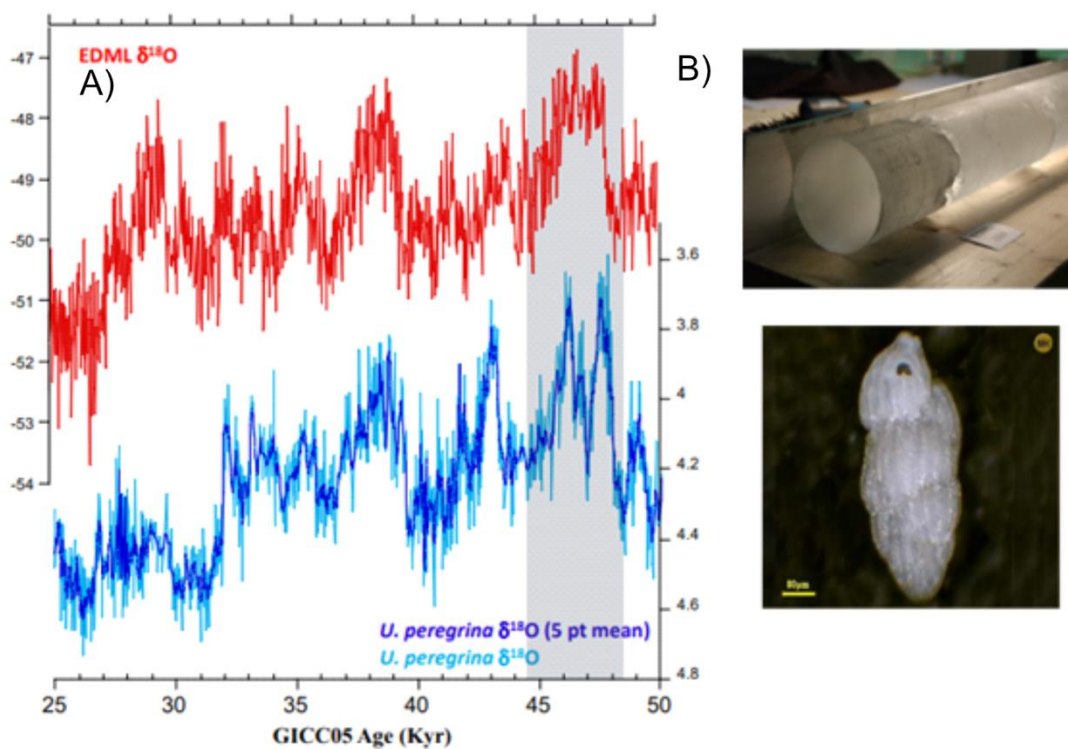 EDML δ¹⁸O
A)
B)
-47
-48
-49
-50
-51
-52
-53
-54
3.6
3.8
4
4.2
4.4
4.6
4.8
U. peregrina δ¹⁸O (5 pt mean)
U. peregrina δ¹⁸O
25 30 35 40 45 50
GICC05 Age (Kyr)
80µm